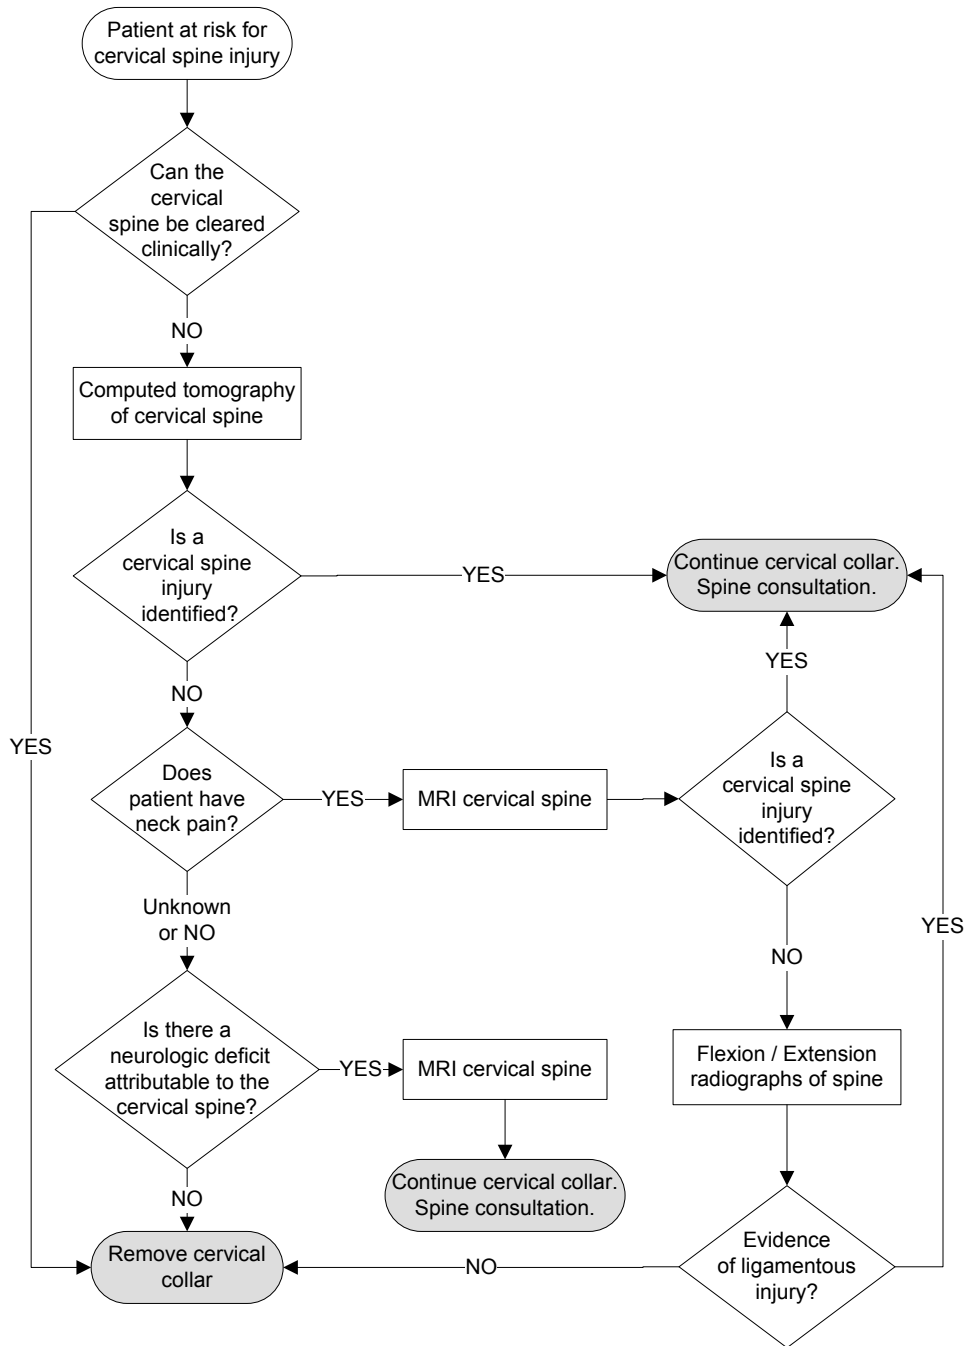 Patient at risk for
cervical spine injury
Can the
cervical
spine be cleared
clinically?
NO
Computed tomography
of cervical spine
Is a
cervical spine
injury
identified?
YES
Continue cervical collar.
Spine consultation.
NO
YES
YES
Does
patient have
neck pain?
YES
MRI cervical spine
Is a
cervical spine
injury
identified?
Unknown
or NO
NO
YES
Is there a
neurologic deficit
attributable to the
cervical spine?
YES
MRI cervical spine
Flexion / Extension
radiographs of spine
Continue cervical collar.
Spine consultation.
NO
Remove cervical
collar
NO
Evidence
of ligamentous
injury?